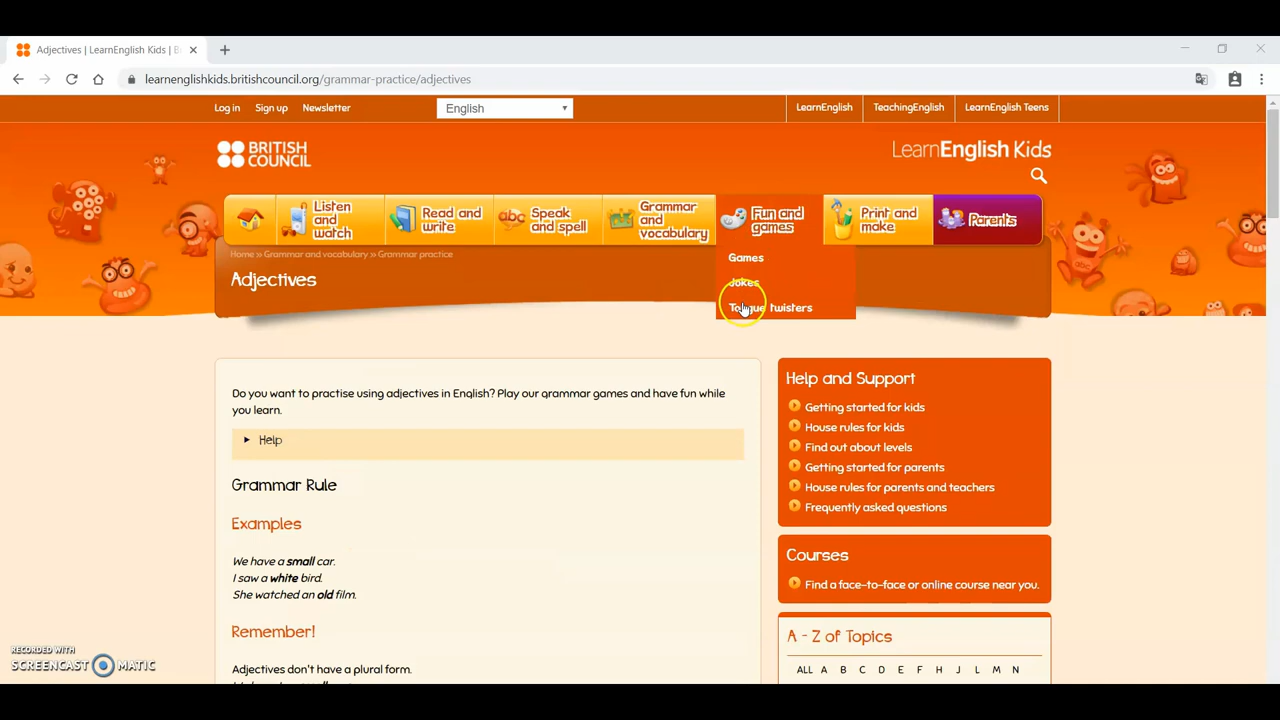 Adjectives | LearnEnglish Kids | B
learnenglishkids.britishcouncil.org/grammar-practice/adjectives
Log in Sign up Newsletter
English
LearnEnglish TeachingEnglish LearnEnglish Teens
BRITISH
COUNCIL
LearnEnglish Kids
Listen
and
watch
Read and
write
abc
Speak
and spell
Grammar
and
vocabulary
Fun and
games
Print and
make
Parents
Games
Jokes
Tongue twisters
Home » Grammar and vocabulary » Grammar practice
Adjectives
Do you want to practise using adjectives in English? Play our grammar games and have fun while
you learn.
Help
Grammar Rule
Examples
We have a small car.
I saw a white bird.
She watched an old film.
Remember!
Adjectives don't have a plural form.
Help and Support
Getting started for kids
House rules for kids
Find out about levels
Getting started for parents
House rules for parents and teachers
Frequently asked questions
Courses
Find a face-to-face or online course near you.
A - Z of Topics
ALL A B C D E F H J L M N
RECORDED WITH
SCREENCAST MATIC